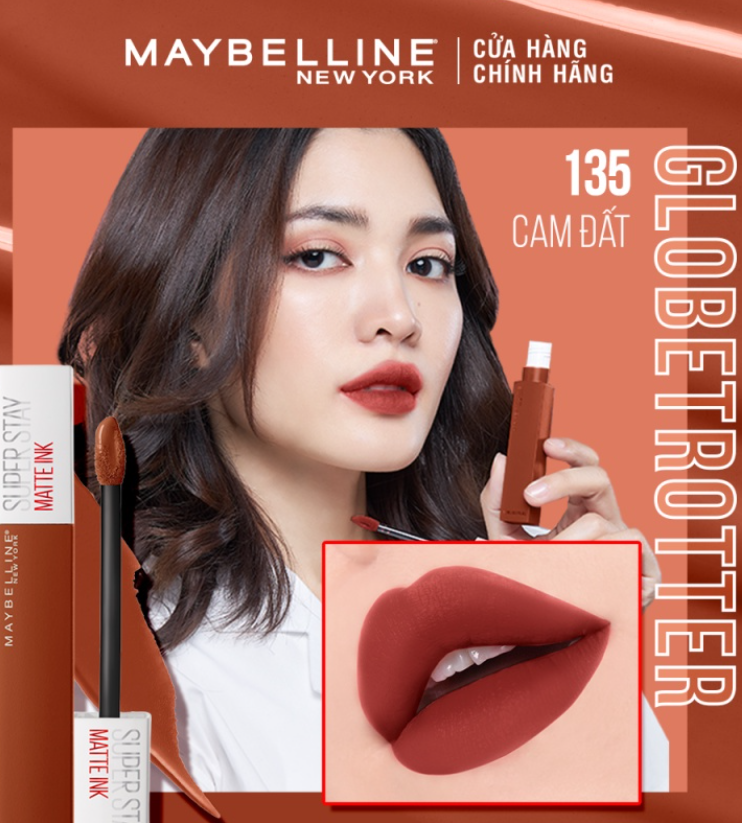 MAYBELLINE
NEW YORK
CỬA HÀNG
CHÍNH HÃNG
135
CAM ĐẤT
GLOBETROTTER
SUPER STAY
MATTE INK
MAYBELLINE®
NEW YORK
SUPER ST
MATTE INK